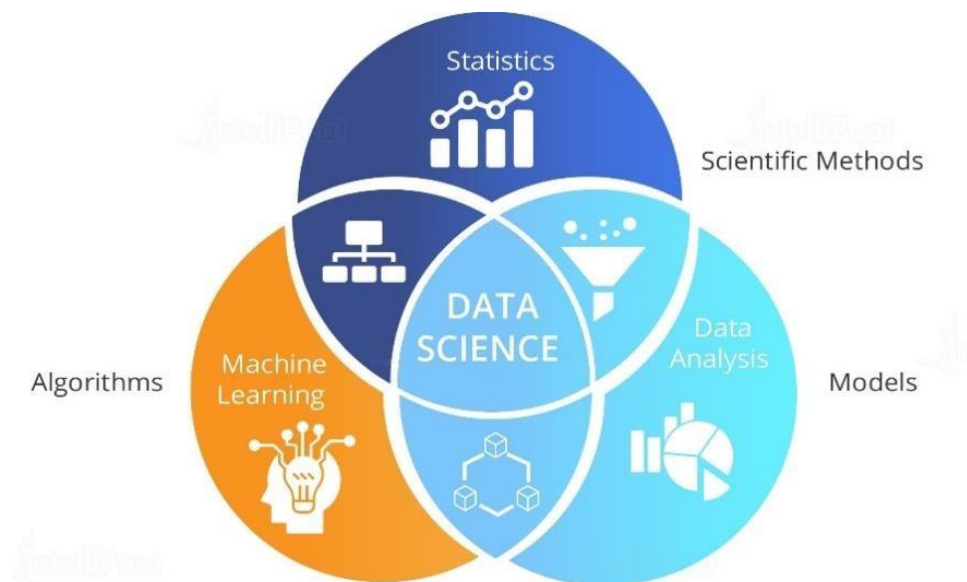 Statistics
Scientific Methods
DATA
SCIENCE
Data
Analysis
Machine
Learning
Algorithms
Models